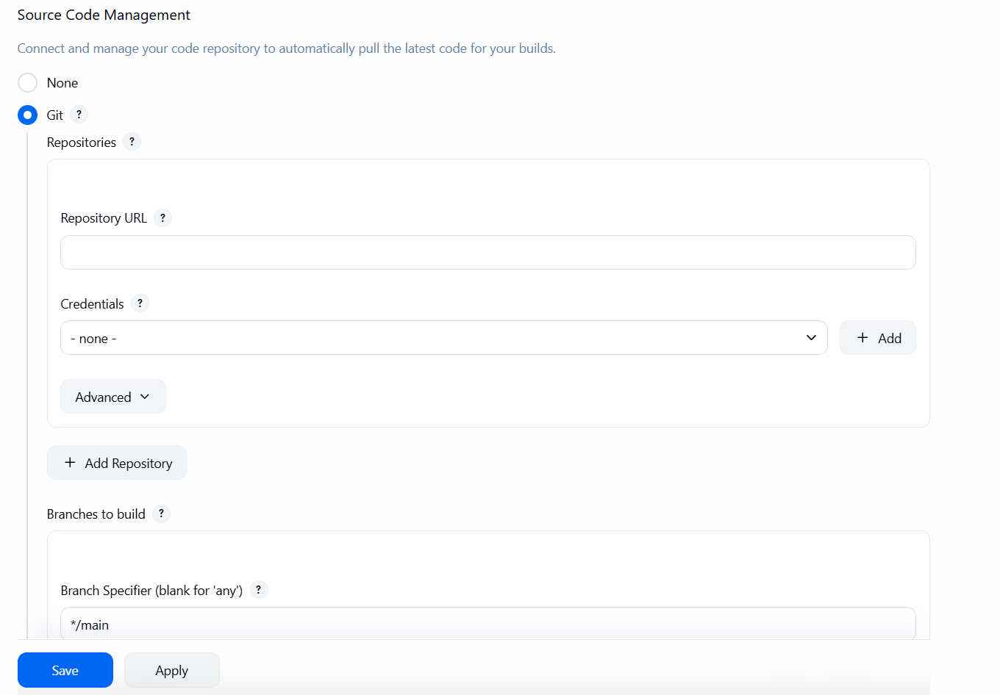 Source Code Management
Connect and manage your code repository to automatically pull the latest code for your builds.
None
Git ?
Repositories ?
Repository URL ?
Credentials ?
- none -
+ Add
Advanced
+ Add Repository
Branches to build ?
Branch Specifier (blank for 'any') ?
*/main
Save Apply